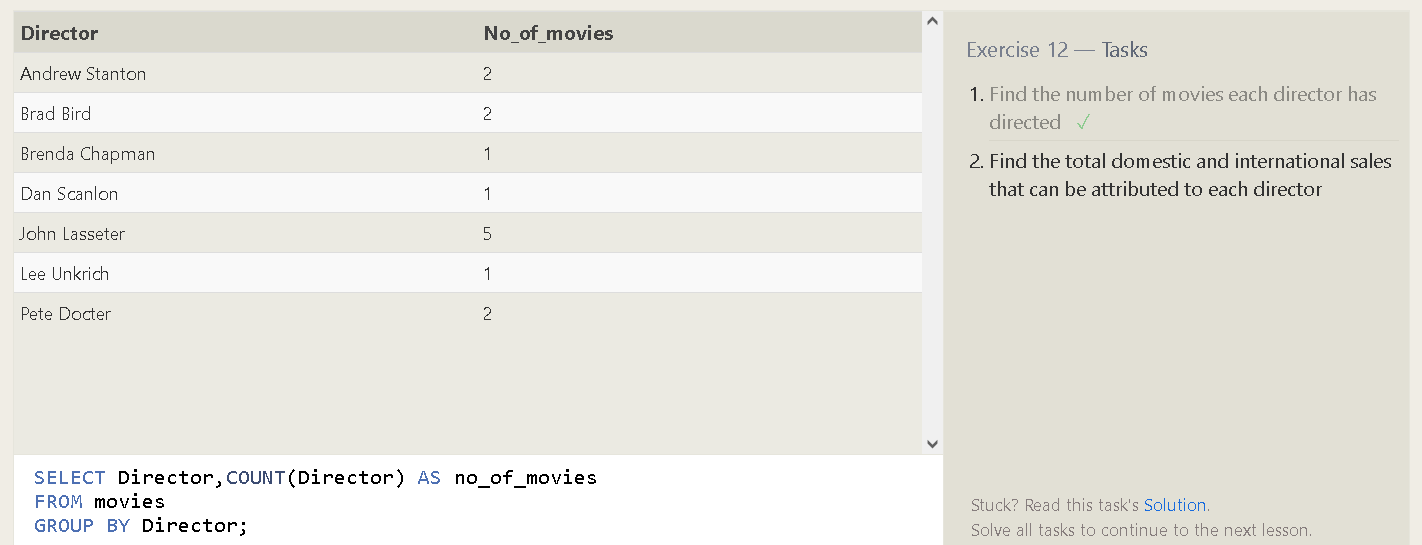 Director No_of_movies
Andrew Stanton 2
Brad Bird 2
Brenda Chapman 1
Dan Scanlon 1
John Lasseter 5
Lee Unkrich 1
Pete Docter 2
SELECT Director,COUNT(Director) AS no_of_movies
FROM movies
GROUP BY Director;
Exercise 12 — Tasks
1. Find the number of movies each director has
directed ✓
2. Find the total domestic and international sales
that can be attributed to each director
Stuck? Read this task's Solution.
Solve all tasks to continue to the next lesson.